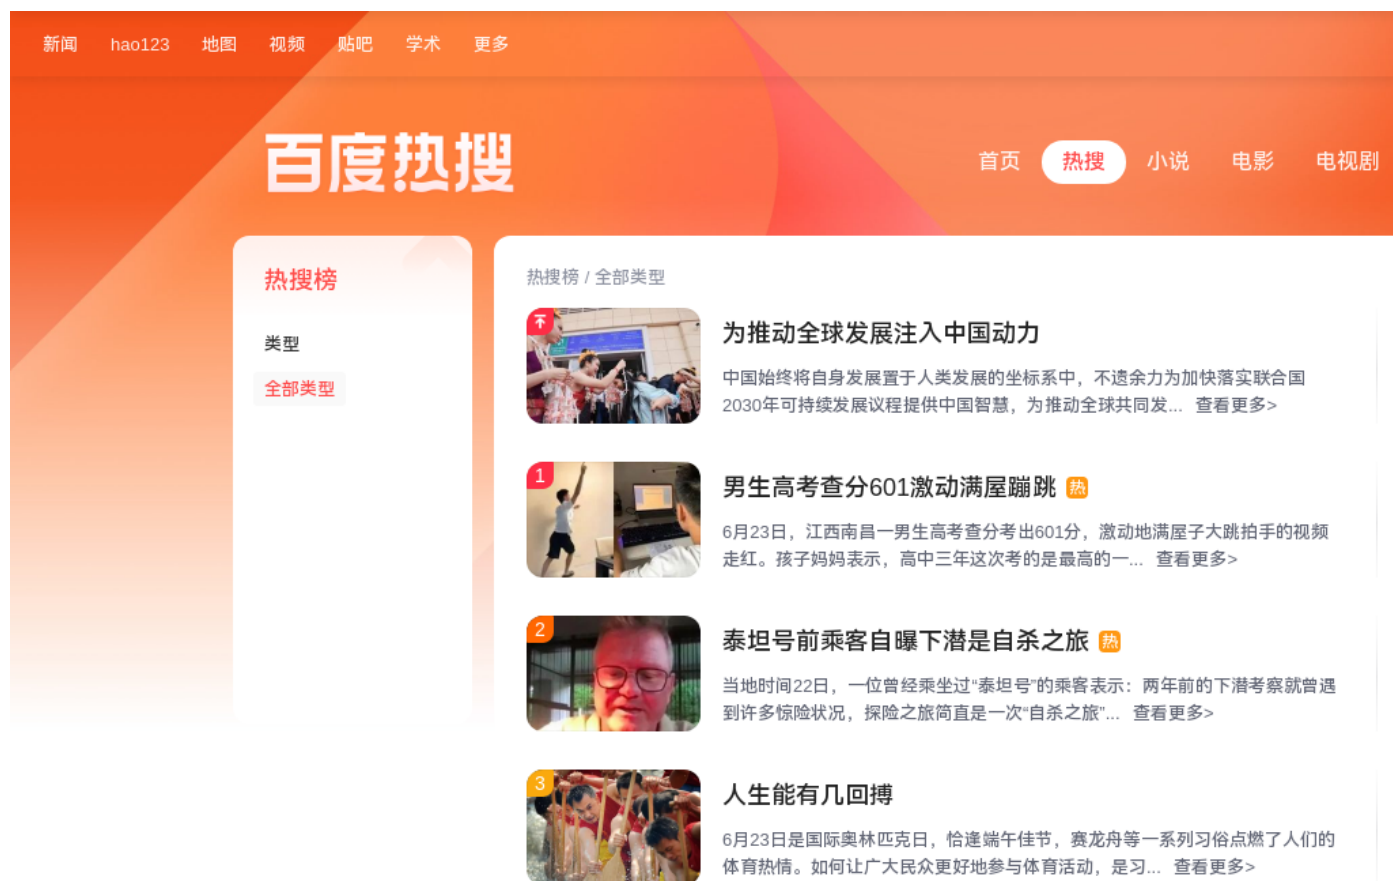 新闻 hao123 地图 视频 贴吧 学术 更多
百度热搜
首页 热搜 小说 电影 电视剧
热搜榜
类型
全部类型
热搜榜 / 全部类型
为推动全球发展注入中国动力
中国始终将自身发展置于人类发展的坐标系中，不遗余力为加快落实联合国
2030年可持续发展议程提供中国智慧，为推动全球共同发... 查看更多>
1
男生高考查分601激动满屋蹦跳 热
6月23日，江西南昌一男生高考查分考出601分，激动地满屋子大跳拍手的视频
走红。孩子妈妈表示，高中三年这次考的是最高的一... 查看更多>
2
泰坦号前乘客自曝下潜是自杀之旅 热
当地时间22日，一位曾经乘坐过“泰坦号”的乘客表示：两年前的下潜考察就曾遇
到许多惊险状况，探险之旅简直是一次“自杀之旅”... 查看更多>
3
人生能有几回搏
6月23日是国际奥林匹克日，恰逢端午佳节，赛龙舟等一系列习俗点燃了人们的
体育热情。如何让广大民众更好地参与体育活动，是习... 查看更多>